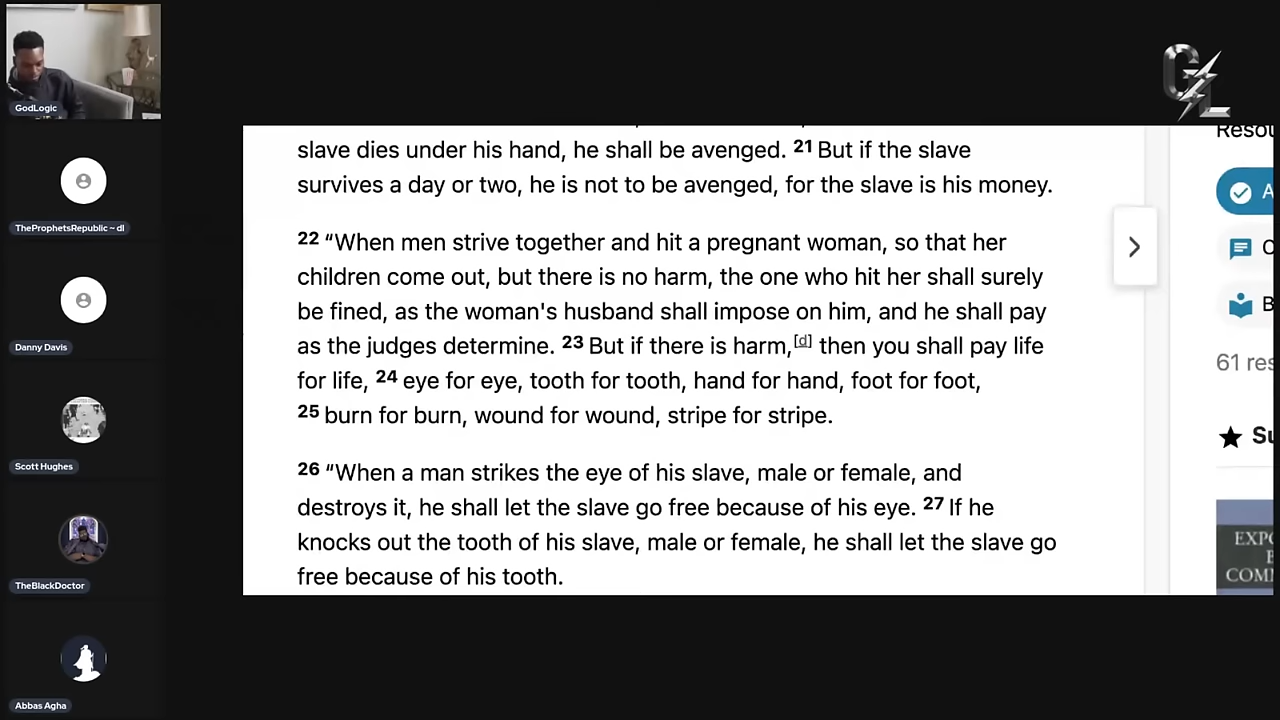 GodLogic
TheProphetsRepublic ~ dl
Danny Davis
Scott Hughes
TheBlackDoctor
Abbas Agha
GL
slave dies under his hand, he shall be avenged. 21 But if the slave
survives a day or two, he is not to be avenged, for the slave is his money.
22 “When men strive together and hit a pregnant woman, so that her
children come out, but there is no harm, the one who hit her shall surely
be fined, as the woman's husband shall impose on him, and he shall pay
as the judges determine. 23 But if there is harm,[d] then you shall pay life
for life, 24 eye for eye, tooth for tooth, hand for hand, foot for foot,
25 burn for burn, wound for wound, stripe for stripe.
26 “When a man strikes the eye of his slave, male or female, and
destroys it, he shall let the slave go free because of his eye. 27 If he
knocks out the tooth of his slave, male or female, he shall let the slave go
free because of his tooth.
Resou
A
C
B
61 res
Su
EXPO
B
COMM